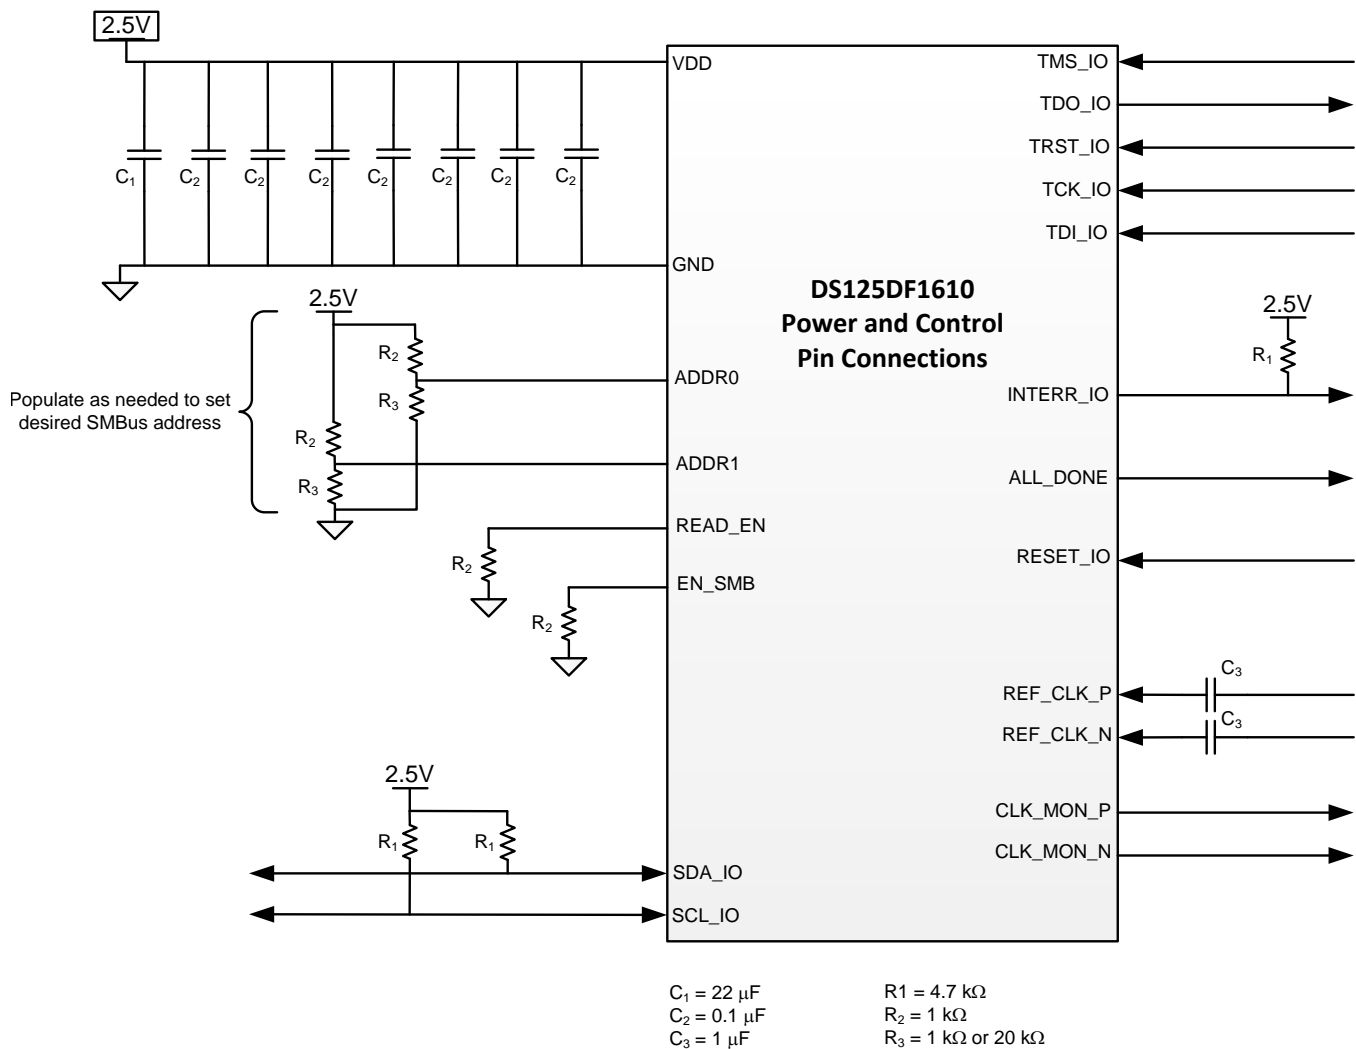 2.5V
VDD
TMS_IO
TDO_IO
TRST_IO
C₁ C₂ C₂ C₂ C₂ C₂ C₂ C₂
TCK_IO
TDI_IO
GND
DS125DF1610
Power and Control
Pin Connections
2.5V
2.5V
R₂
R₁
ADDR0
Populate as needed to set
desired SMBus address
R₃
INTERR_IO
R₂
ADDR1
R₃
ALL_DONE
READ_EN
R₂
RESET_IO
EN_SMB
R₂
C₃
REF_CLK_P
C₃
REF_CLK_N
2.5V
CLK_MON_P
R₁ R₁
CLK_MON_N
SDA_IO
SCL_IO
C₁ = 22 µF
C₂ = 0.1 µF
C₃ = 1 µF
R1 = 4.7 kΩ
R₂ = 1 kΩ
R₃ = 1 kΩ or 20 kΩ